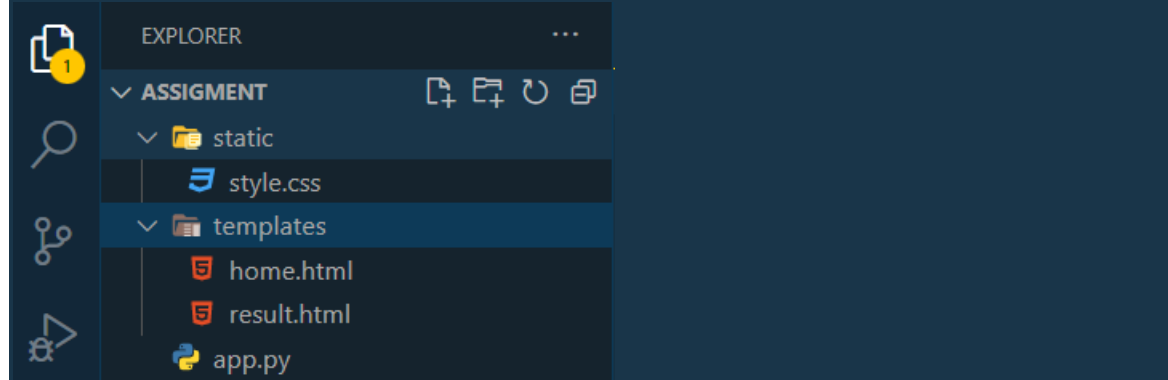 EXPLORER ...
1
ASSIGMENT
static
style.css
templates
home.html
result.html
app.py